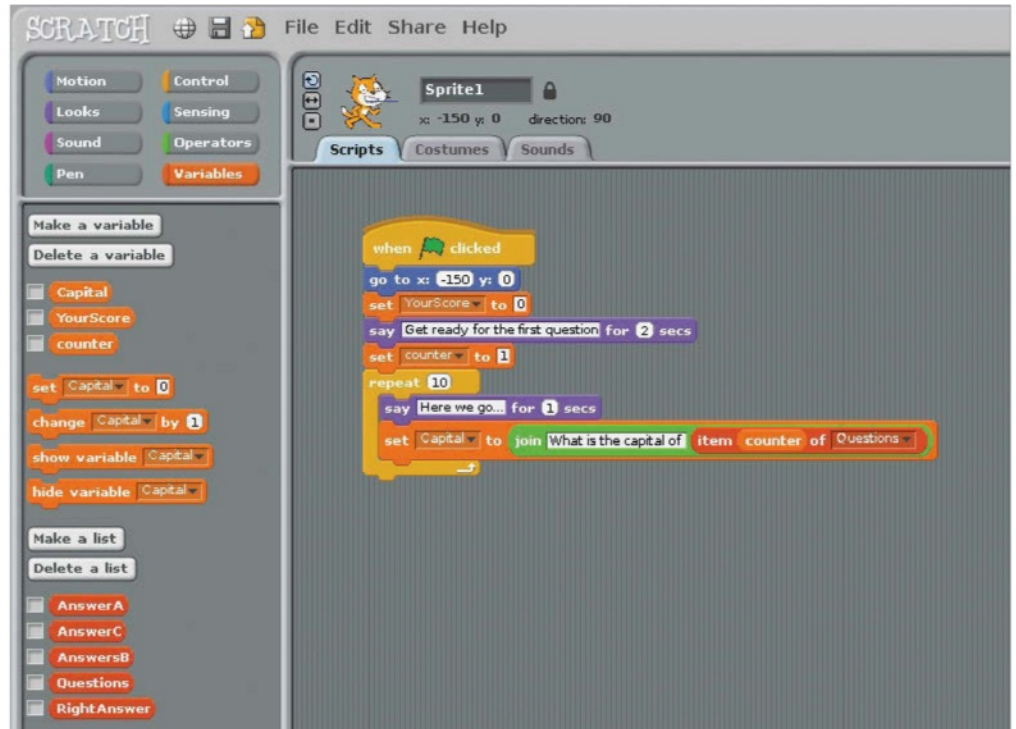 SCRATCH File Edit Share Help
Motion Control
Looks Sensing
Sound Operators
Pen Variables
Sprite1
x: -150 y: 0 direction: 90
Scripts Costumes Sounds
Make a variable
Delete a variable
Capital
YourScore
counter
set Capital to 0
change Capital by 1
show variable Capital
hide variable Capital
Make a list
Delete a list
AnswerA
AnswerC
AnswersB
Questions
RightAnswer
when clicked
go to x: -150 y: 0
set YourScore to 0
say Get ready for the first question for 2 secs
set counter to 1
repeat 10
say Here we go... for 1 secs
set Capital to join What is the capital of item counter of Questions